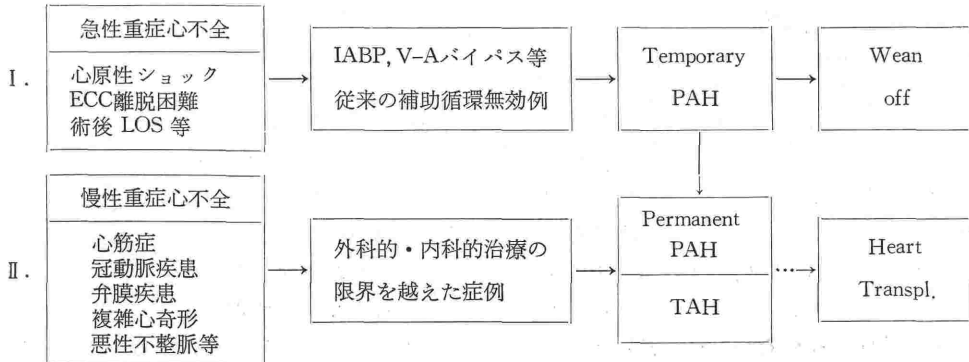 I.
急性重症心不全
心原性ショック
ECC離脱困難
術後 LOS 等
IABP, V-Aバイパス等
従来の補助循環無効例
Temporary
PAH
Wean
off
II.
慢性重症心不全
心筋症
冠動脈疾患
弁膜疾患
複雑心奇形
悪性不整脈等
外科的・内科的治療の
限界を越えた症例
Permanent
PAH
TAH
Heart
Transpl.